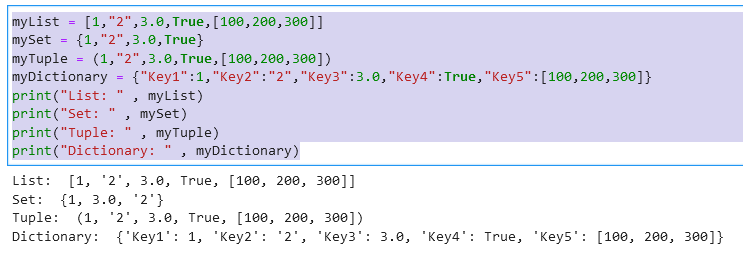 myList = [1,"2",3.0,True,[100,200,300]]
mySet = {1,"2",3.0,True}
myTuple = (1,"2",3.0,True,[100,200,300])
myDictionary = {"Key1":1,"Key2":"2","Key3":3.0,"Key4":True,"Key5":[100,200,300]}
print("List: " , myList)
print("Set: " , mySet)
print("Tuple: " , myTuple)
print("Dictionary: " , myDictionary)
List:  [1, '2', 3.0, True, [100, 200, 300]]
Set:  {1, 3.0, '2'}
Tuple:  (1, '2', 3.0, True, [100, 200, 300])
Dictionary:  {'Key1': 1, 'Key2': '2', 'Key3': 3.0, 'Key4': True, 'Key5': [100, 200, 300]}